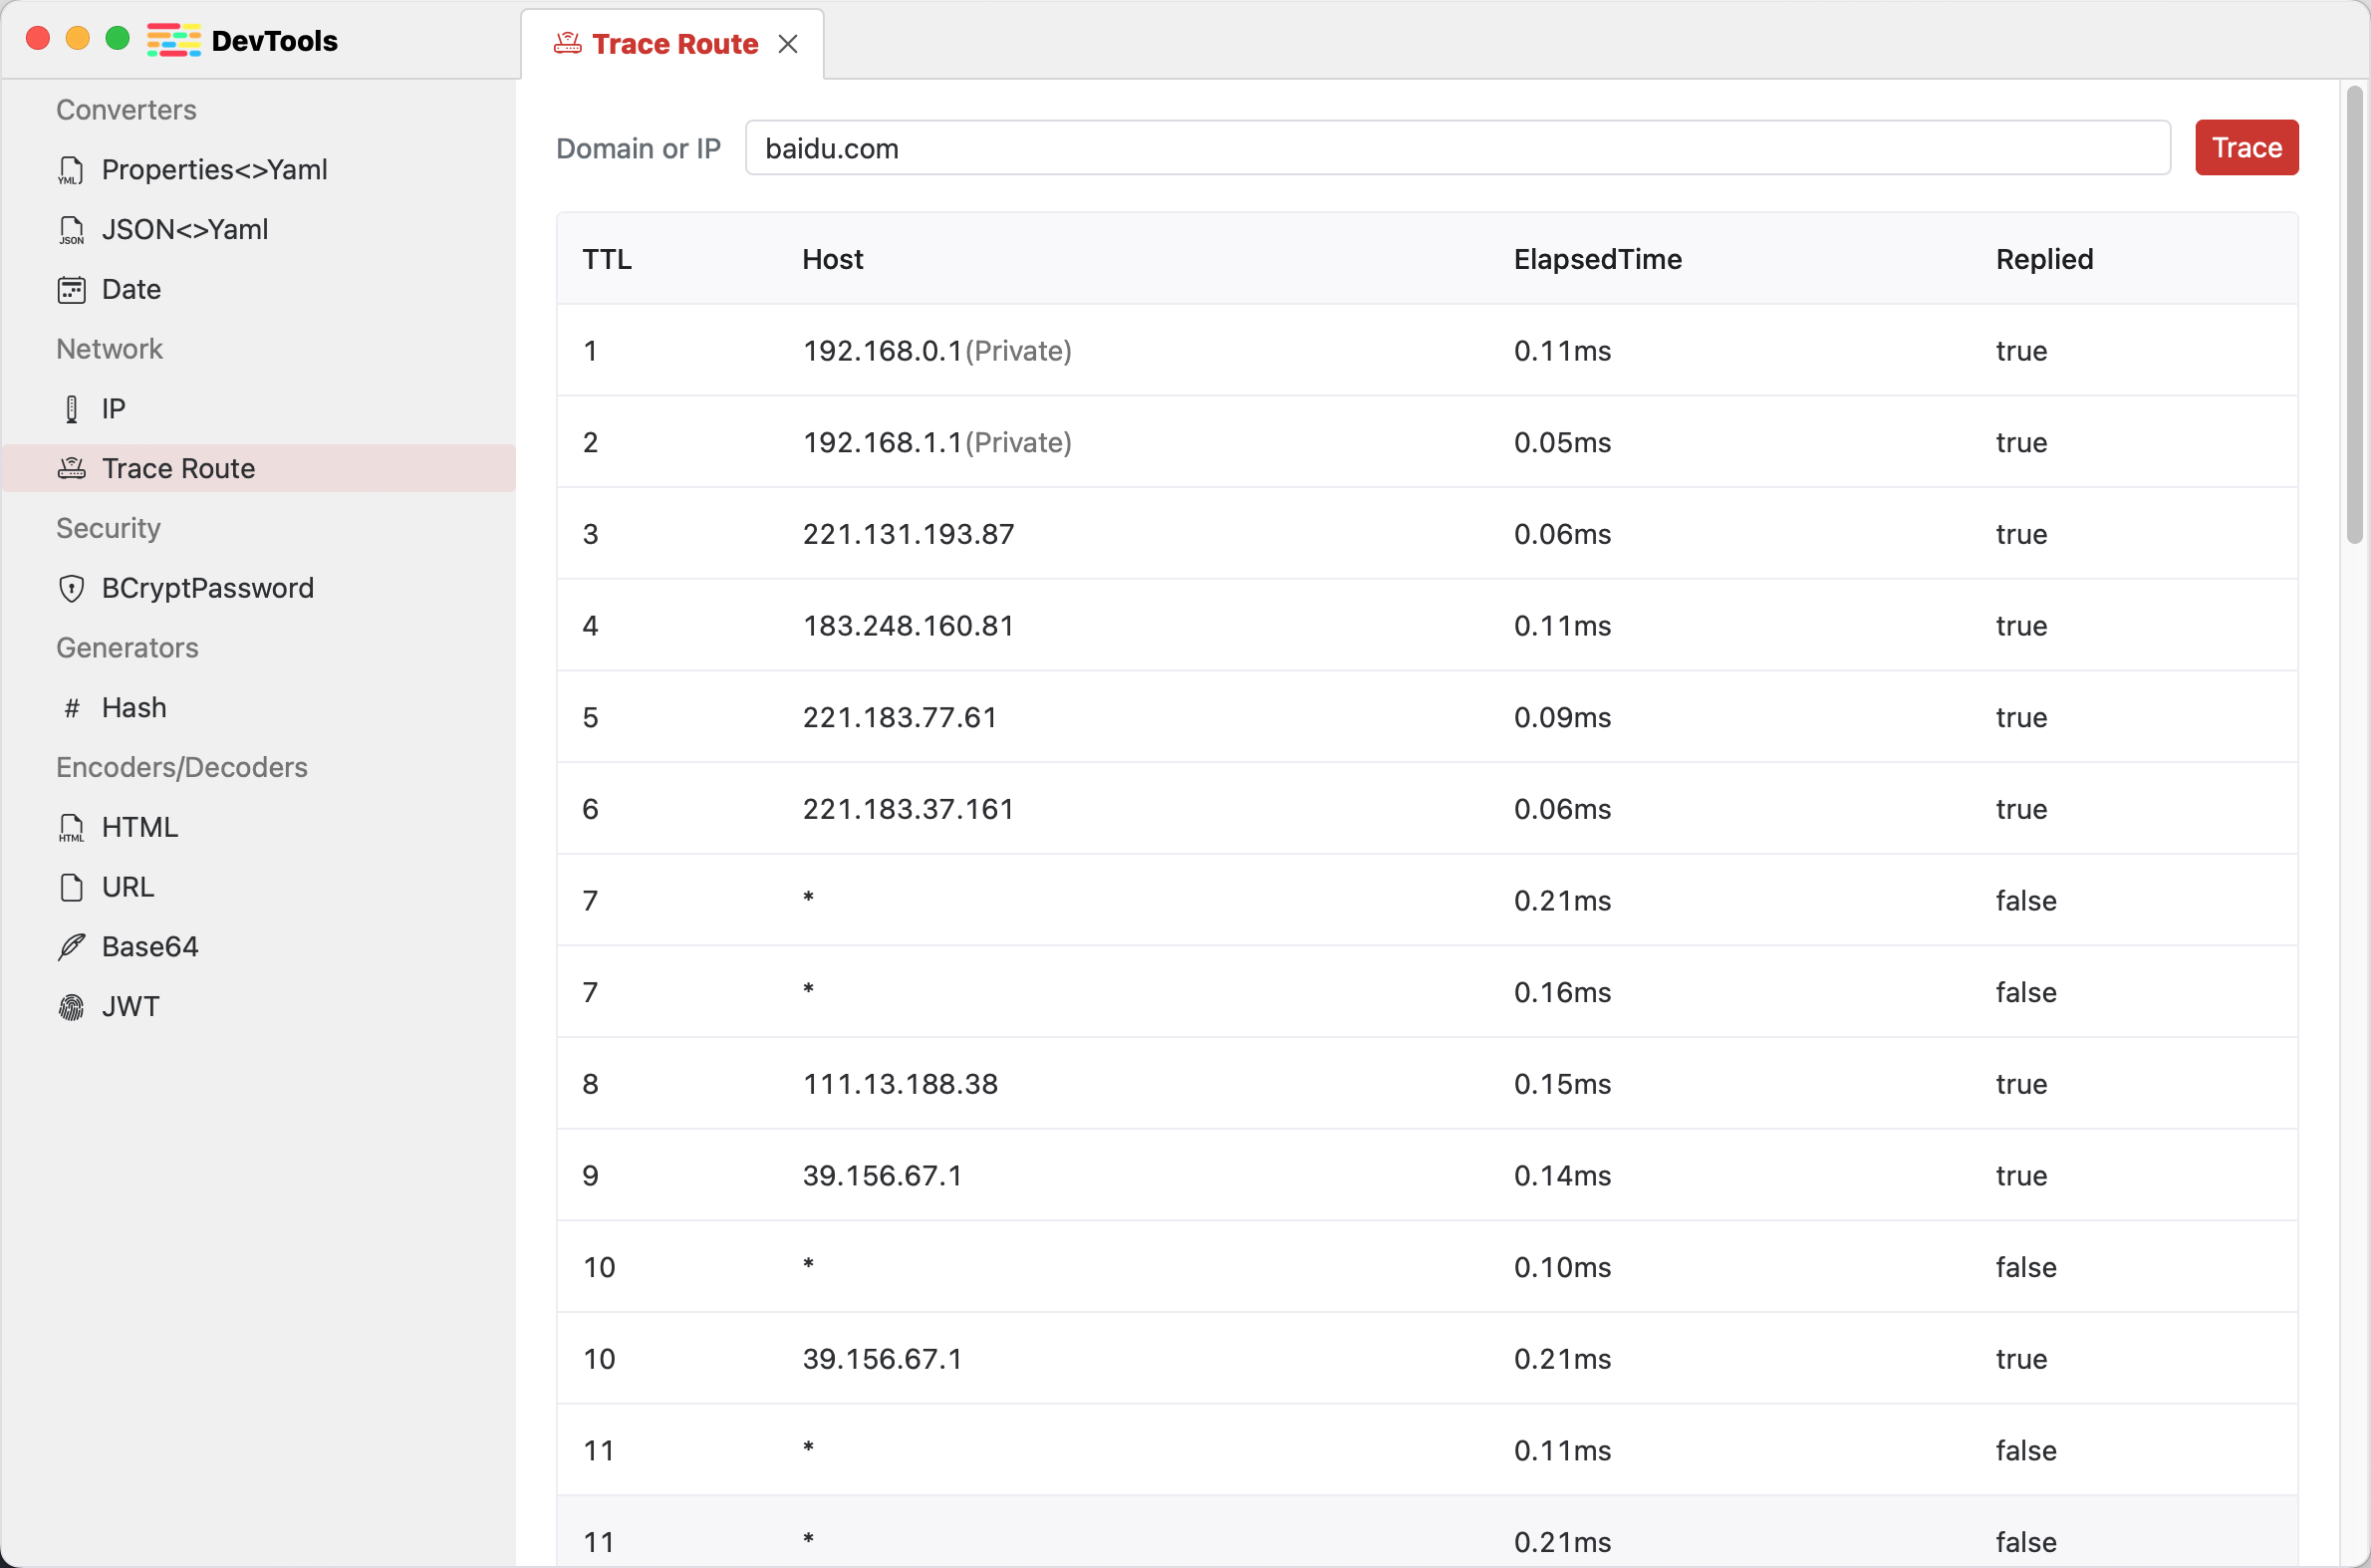 DevTools
Trace Route
Converters
YML
Properties<>Yaml
JSON
JSON<>Yaml
Date
Network
IP
Trace Route
Security
BCryptPassword
Generators
# Hash
Encoders/Decoders
HTML
HTML
URL
Base64
JWT
Domain or IP baidu.com Trace
TTL Host ElapsedTime Replied
1 192.168.0.1(Private) 0.11ms true
2 192.168.1.1(Private) 0.05ms true
3 221.131.193.87 0.06ms true
4 183.248.160.81 0.11ms true
5 221.183.77.61 0.09ms true
6 221.183.37.161 0.06ms true
7 * 0.21ms false
7 * 0.16ms false
8 111.13.188.38 0.15ms true
9 39.156.67.1 0.14ms true
10 * 0.10ms false
10 39.156.67.1 0.21ms true
11 * 0.11ms false
11 * 0.21ms false